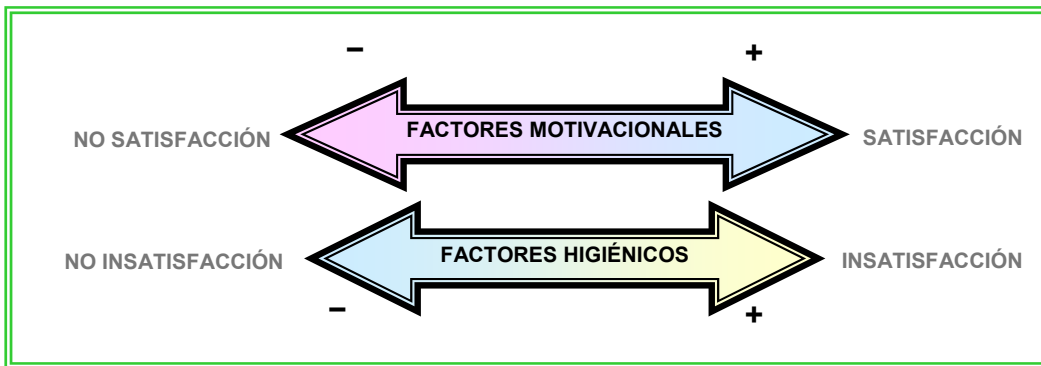 − +
NO SATISFACCIÓN FACTORES MOTIVACIONALES SATISFACCIÓN
NO INSATISFACCIÓN FACTORES HIGIÉNICOS INSATISFACCIÓN
− +